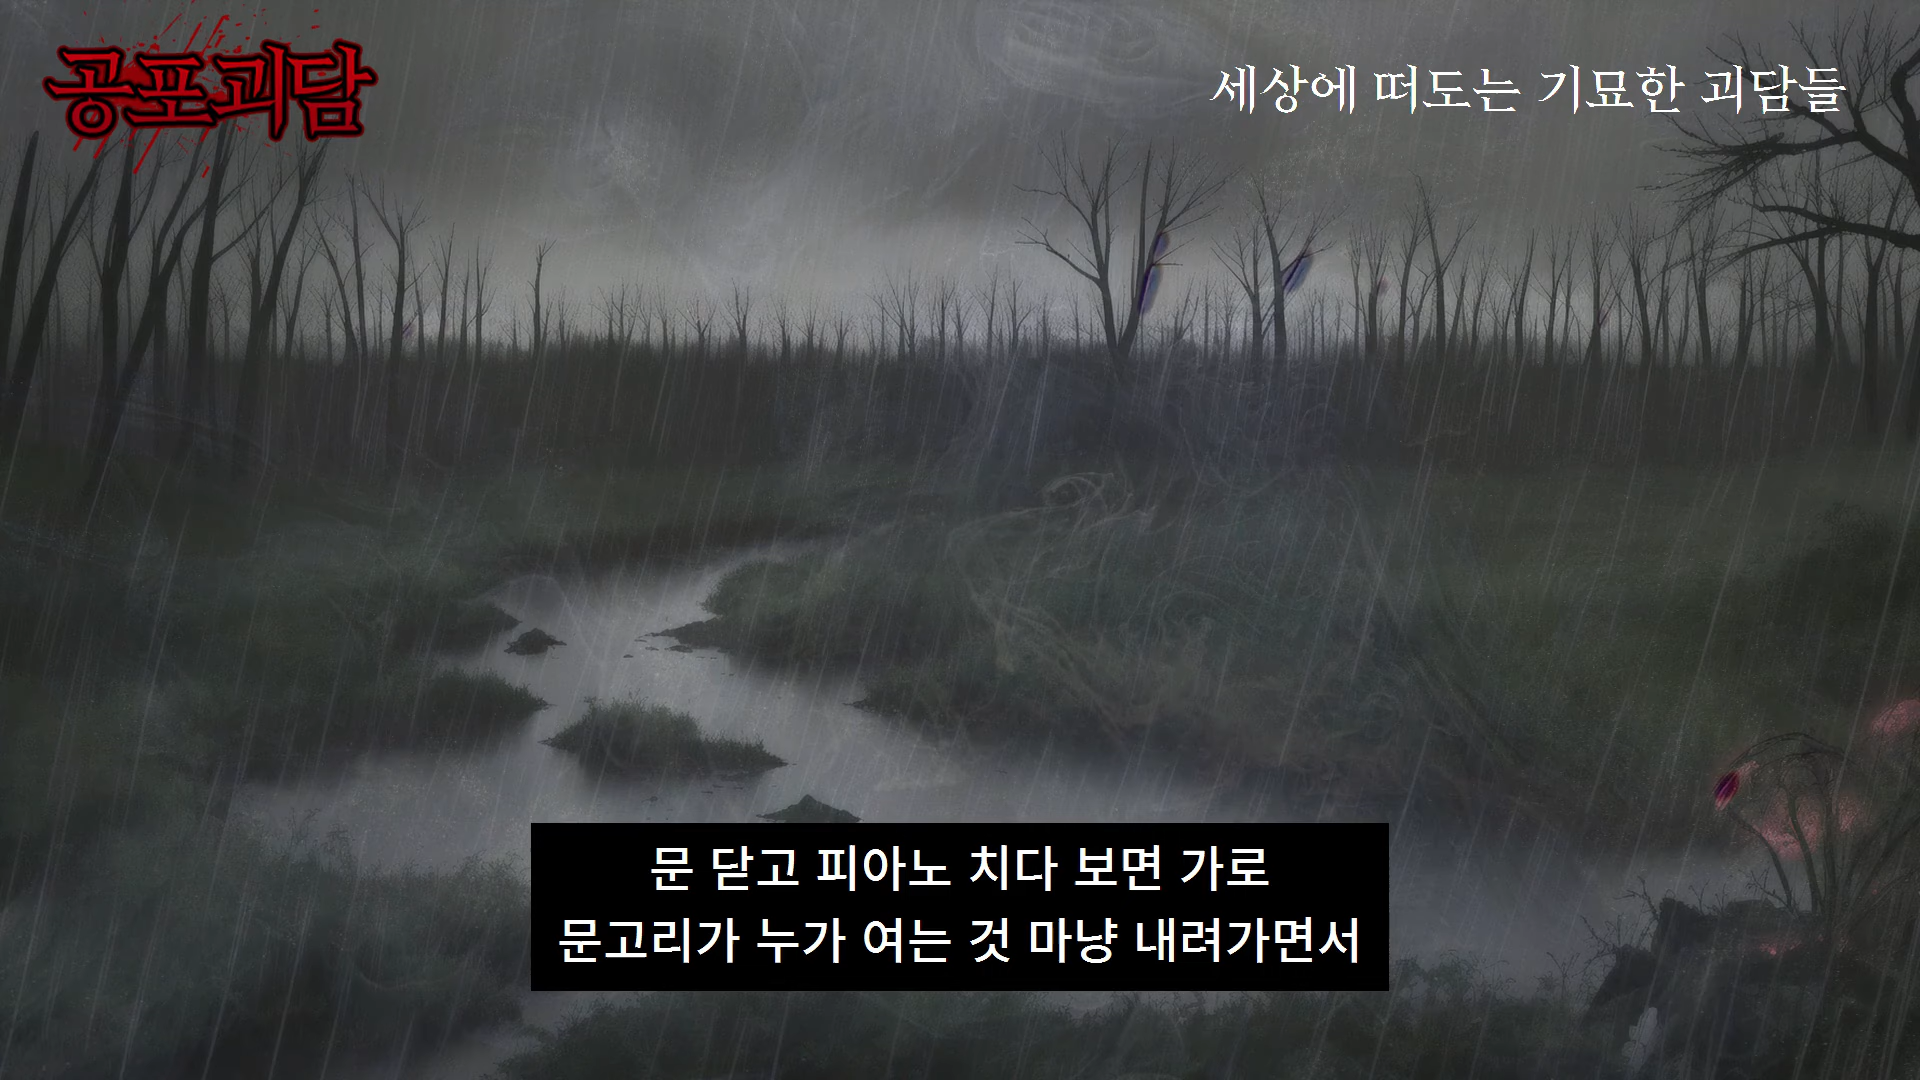 공포괴담
세상에 떠도는 기묘한 괴담들
문 닫고 피아노 치다 보면 가로
문고리가 누가 여는 것 마냥 내려가면서